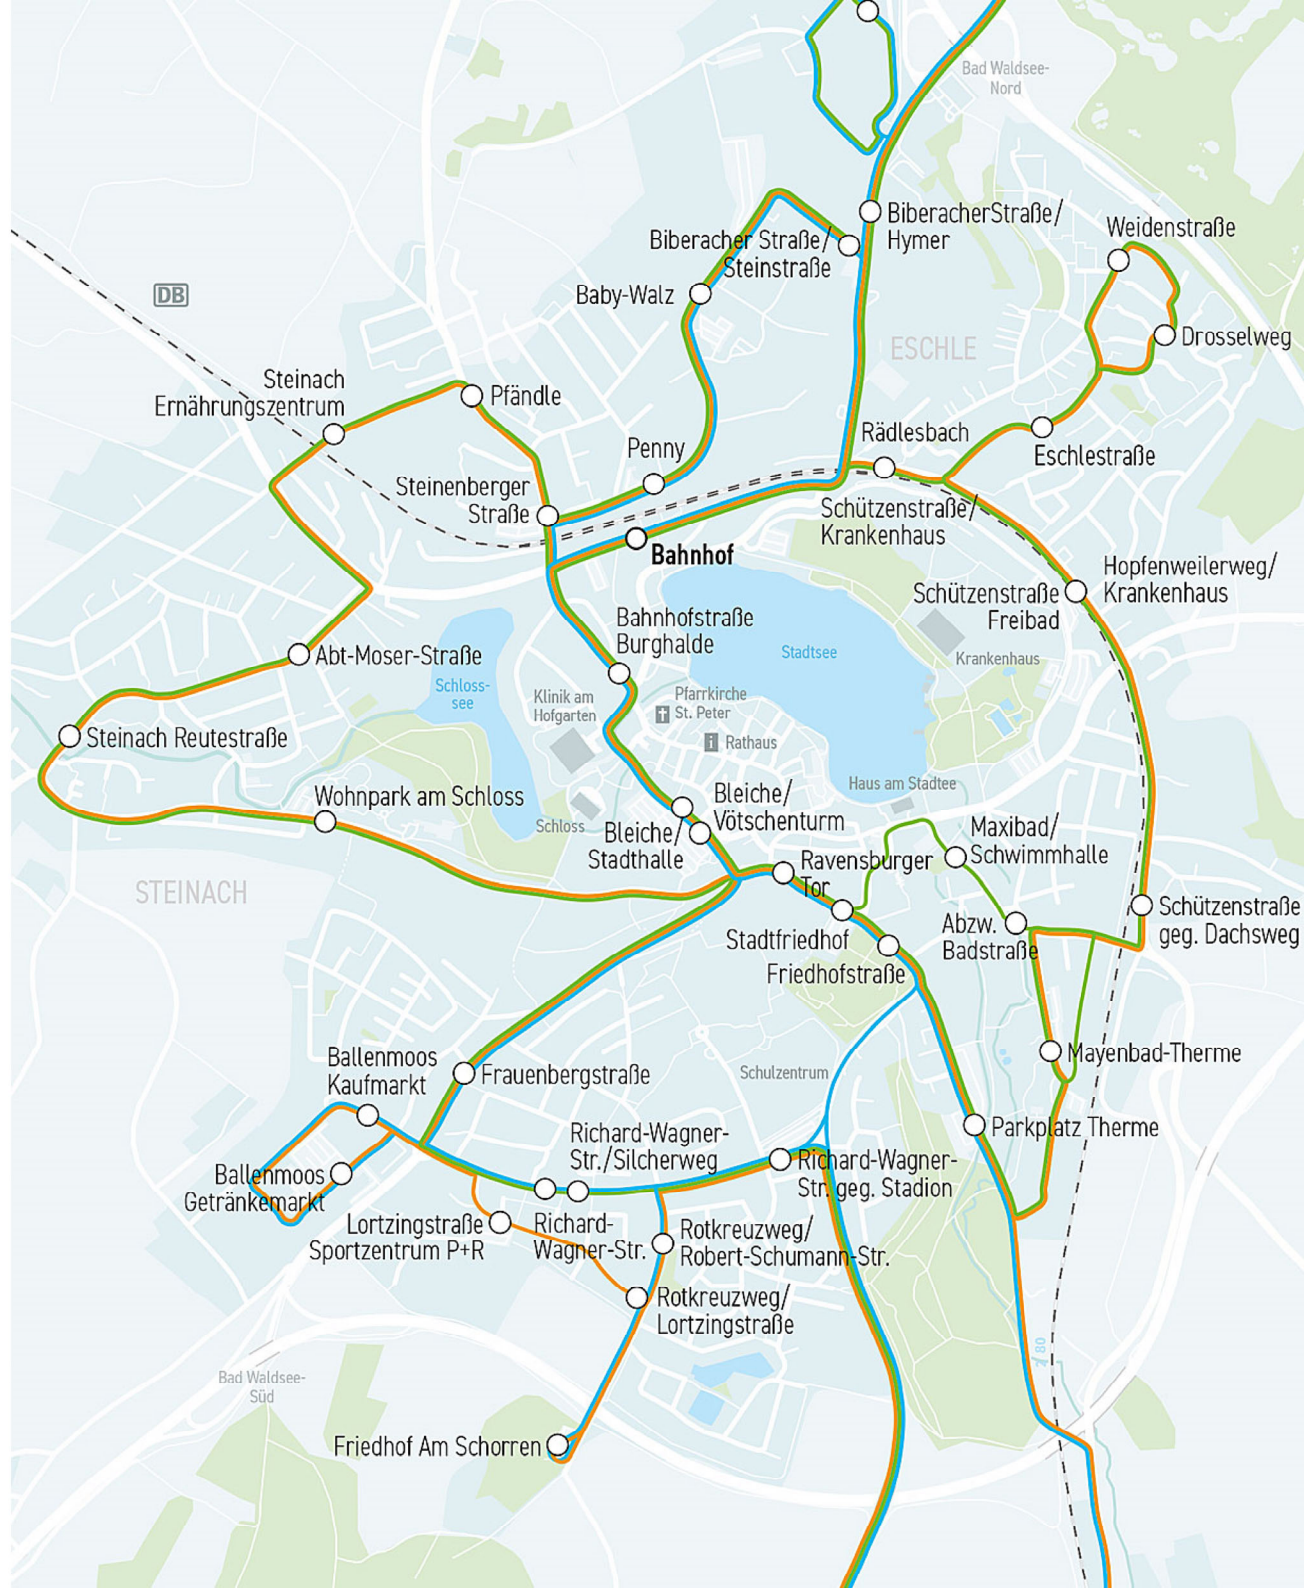 Bad Waldsee-
Nord
BiberacherStraße/
Hymer
Weidenstraße
Biberacher Straße/
Steinstraße
Baby-Walz
DB
Drosselweg
ESCHLE
Steinach
Ernährungszentrum
Pfändle
Rädlesbach
Penny
Eschlestraße
Steinenberger
Straße
Schützenstraße/
Krankenhaus
Bahnhof
Hopfenweilerweg/
Krankenhaus
Schützenstraße
Freibad
Bahnhofstraße
Burghalde
Stadtsee
Krankenhaus
Abt-Moser-Straße
Schloss-
see
Klinik am
Hofgarten
Pfarrkirche
St. Peter
i Rathaus
Steinach Reutestraße
Haus am Stadtee
Wohnpark am Schloss
Bleiche/
Vötschenturm
Schloss
Bleiche/
Stadthalle
Maxibad/
Schwimmhalle
Ravensburger
Tor
STEINACH
Schützenstraße
geg. Dachsweg
Abzw.
Badstraße
Stadtfriedhof
Friedhofstraße
Ballenmoos
Kaufmarkt
Frauenbergstraße
Schulzentrum
Mayenbad-Therme
Parkplatz Therme
Richard-Wagner-
Str./Silcherweg
Richard-Wagner-
Str. geg. Stadion
Ballenmoos
Getränkemarkt
Lortzingstraße
Sportzentrum P+R
Richard-
Wagner-Str.
Rotkreuzweg/
Robert-Schumann-Str.
Rotkreuzweg/
Lortzingstraße
Bad Waldsee-
Süd
Friedhof Am Schorren